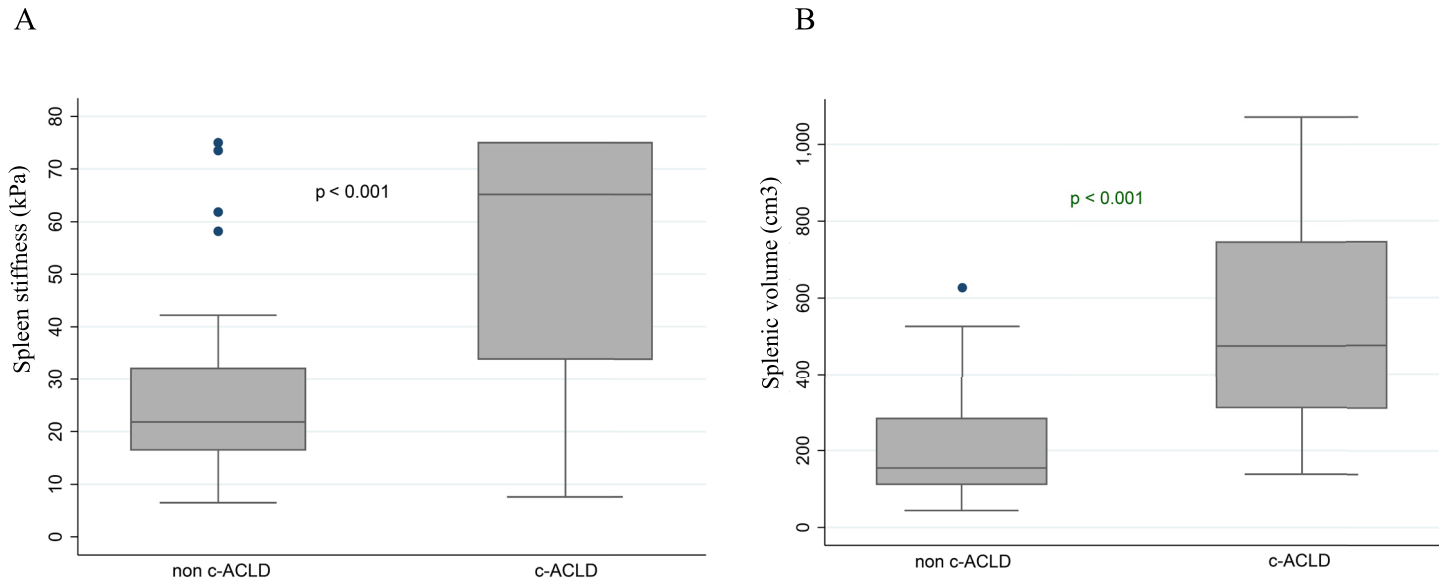 A
Spleen stiffness (kPa)
80
70
60
50
40
30
20
10
0
p < 0.001
non c-ACLD
c-ACLD
B
Splenic volume (cm3)
1,000
800
600
400
200
0
p < 0.001
non c-ACLD
c-ACLD